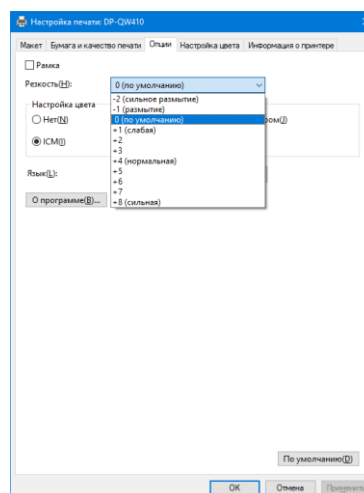 Настройка печати: DP-QW410
Макет Бумага и качество печати Опции Настройка цвета Информация о принтере
Рамка
Резкость(H): 0 (по умолчанию)
-2 (сильное размытие)
-1 (размытие)
0 (по умолчанию)
+1 (слабая)
+2
+3
+4 (нормальная)
+5
+6
+7
+8 (сильная)
Настройка цвета
Нет(N) ром(J)
ICM(I)
Язык(L):
О программе(B)...
По умолчанию(D)
OK Отмена Применить